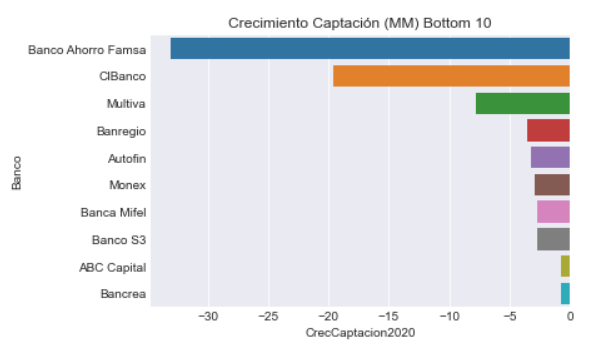 Crecimiento Captación (MM) Bottom 10
Banco
Banco Ahorro Famsa
CIBanco
Multiva
Banregio
Autofin
Monex
Banca Mifel
Banco S3
ABC Capital
Bancrea
−30 −25 −20 −15 −10 −5 0
CrecCaptacion2020